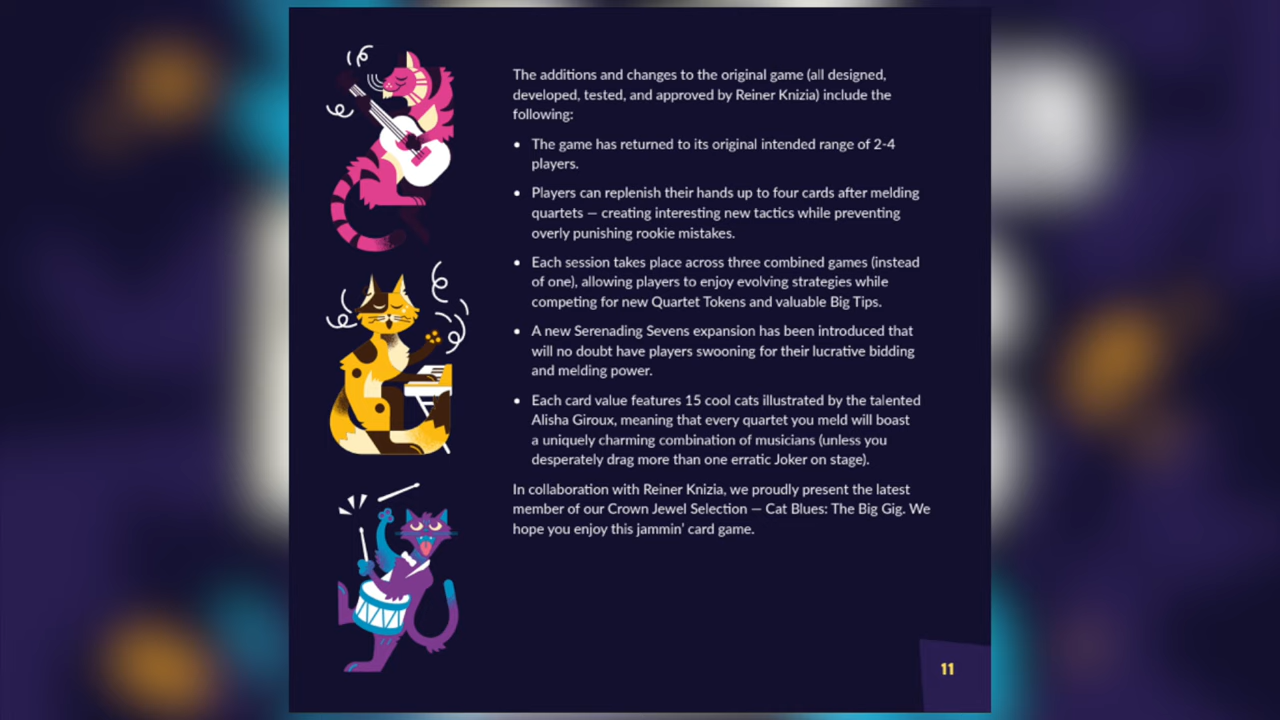 The additions and changes to the original game (all designed,
developed, tested, and approved by Reiner Knizia) include the
following:
• The game has returned to its original intended range of 2-4
players.
• Players can replenish their hands up to four cards after melding
quartets – creating interesting new tactics while preventing
overly punishing rookie mistakes.
• Each session takes place across three combined games (instead
of one), allowing players to enjoy evolving strategies while
competing for new Quartet Tokens and valuable Big Tips.
• A new Serenading Sevens expansion has been introduced that
will no doubt have players swooning for their lucrative bidding
and melding power.
• Each card value features 15 cool cats illustrated by the talented
Alisha Giroux, meaning that every quartet you meld will boast
a uniquely charming combination of musicians (unless you
desperately drag more than one erratic Joker on stage).
In collaboration with Reiner Knizia, we proudly present the latest
member of our Crown Jewel Selection – Cat Blues: The Big Gig. We
hope you enjoy this jammin' card game.
11